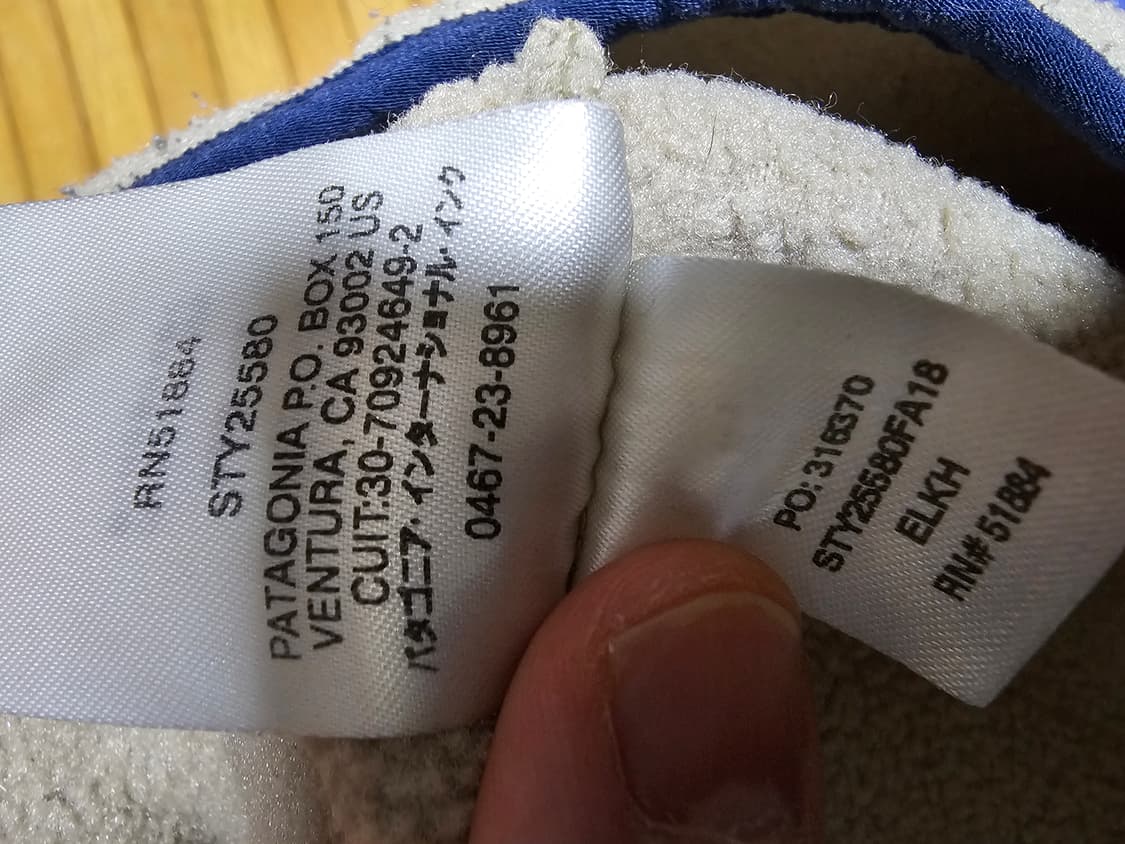 RN51884
STY25580
PATAGONIA P.O. BOX 150
VENTURA, CA 93002 US
CUIT:30-70924649-2
パタゴニア・インターナショナル・インク
0467-23-8961
PO:316370
STY25580FA18
ELKH
RN#51884